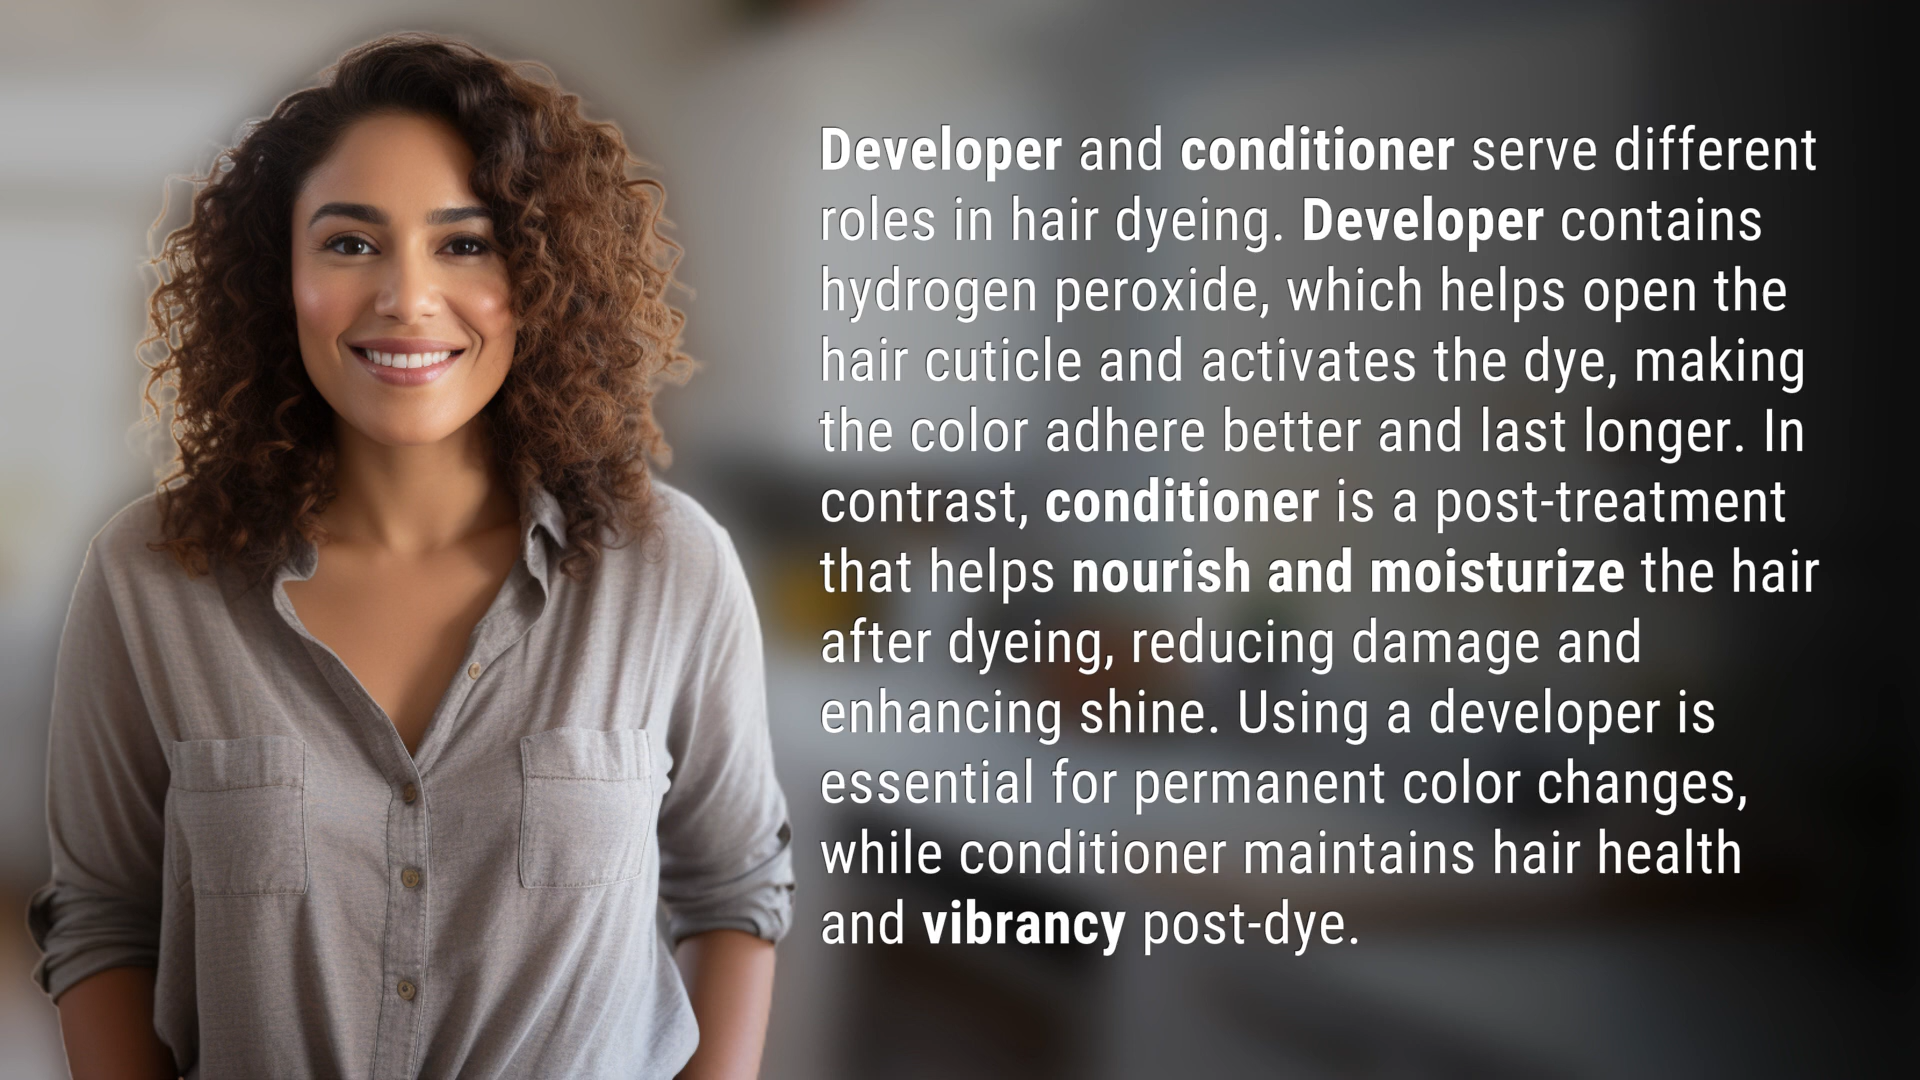 Developer and conditioner serve different
roles in hair dyeing. Developer contains
hydrogen peroxide, which helps open the
hair cuticle and activates the dye, making
the color adhere better and last longer. In
contrast, conditioner is a post-treatment
that helps nourish and moisturize the hair
after dyeing, reducing damage and
enhancing shine. Using a developer is
essential for permanent color changes,
while conditioner maintains hair health
and vibrancy post-dye.